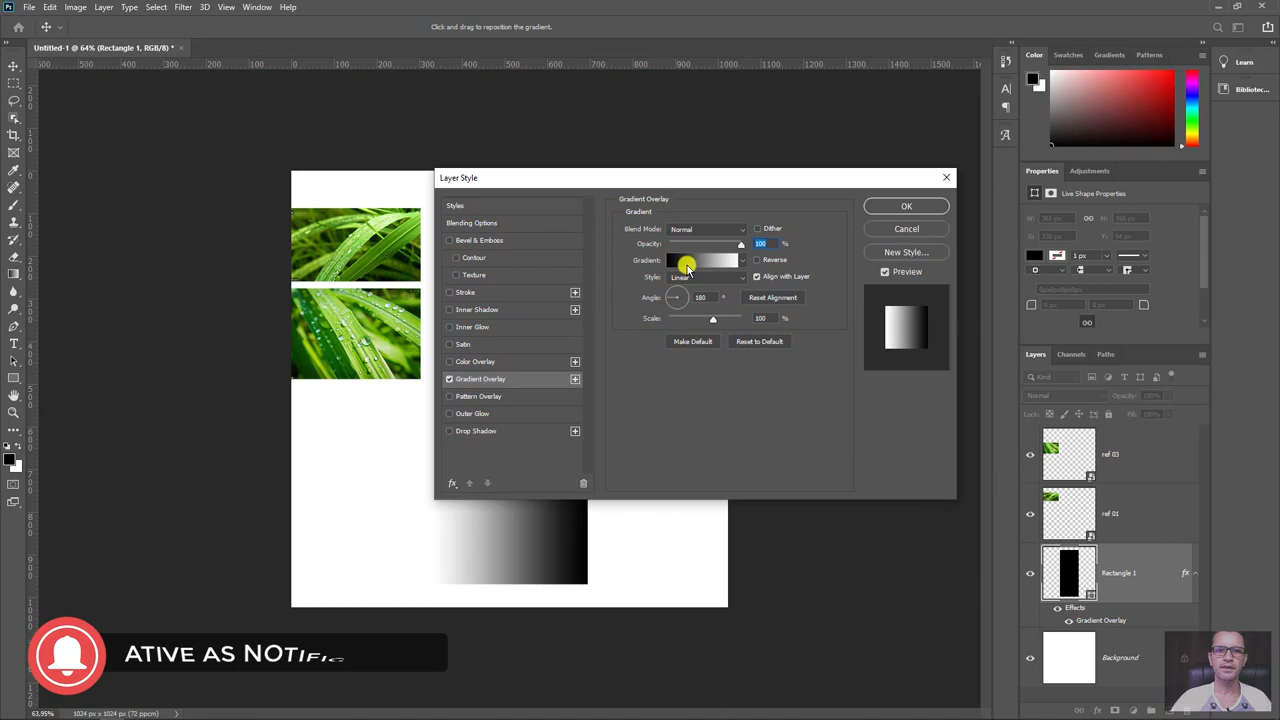 File Edit Image Layer Type Select Filter 3D View Window Help
Click and drag to reposition the gradient.
Untitled-1 @ 64% (Rectangle 1, RGB/8) *
Layer Style
Styles
Blending Options
Bevel & Emboss
Contour
Texture
Stroke
Inner Shadow
Inner Glow
Satin
Color Overlay
Gradient Overlay
Pattern Overlay
Outer Glow
Drop Shadow
fx
Gradient Overlay
Gradient
Blend Mode: Normal Dither
Opacity: 100 %
Gradient: Reverse
Style: Linear Align with Layer
Angle: 180 ° Reset Alignment
Scale: 100 %
Make Default Reset to Default
OK
Cancel
New Style...
Preview
Color Swatches Gradients Patterns
Learn
Bibliotec...
Properties Adjustments
Live Shape Properties
1 px
Layers Channels Paths
Kind
Normal Opacity: 100%
Lock: Fill: 100%
ref 03
ref 01
Rectangle 1 fx
Effects
Gradient Overlay
Background
ATIVE AS NOTIFIC
63,95% 1024 px x 1024 px (72 ppcm)